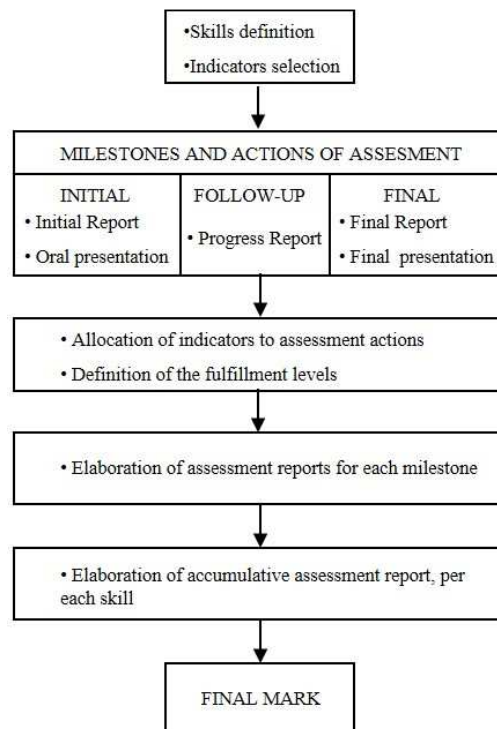 •Skills definition
•Indicators selection
MILESTONES AND ACTIONS OF ASSESMENT
INITIAL
• Initial Report
• Oral presentation
FOLLOW-UP
• Progress Report
FINAL
• Final Report
• Final presentation
• Allocation of indicators to assessment actions
• Definition of the fulfillment levels
• Elaboration of assessment reports for each milestone
• Elaboration of accumulative assessment report, per
each skill
FINAL MARK